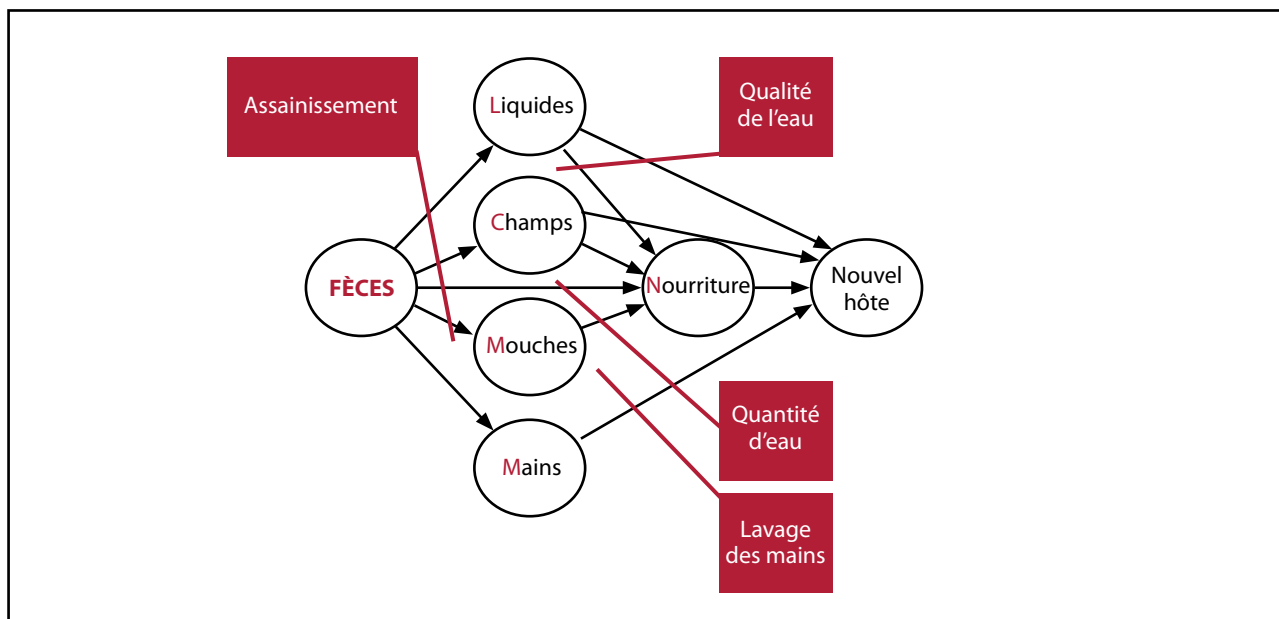 Assainissement
Liquides
Qualité
de l'eau
Champs
FÈCES
Nourriture
Nouvel
hôte
Mouches
Quantité
d'eau
Mains
Lavage
des mains